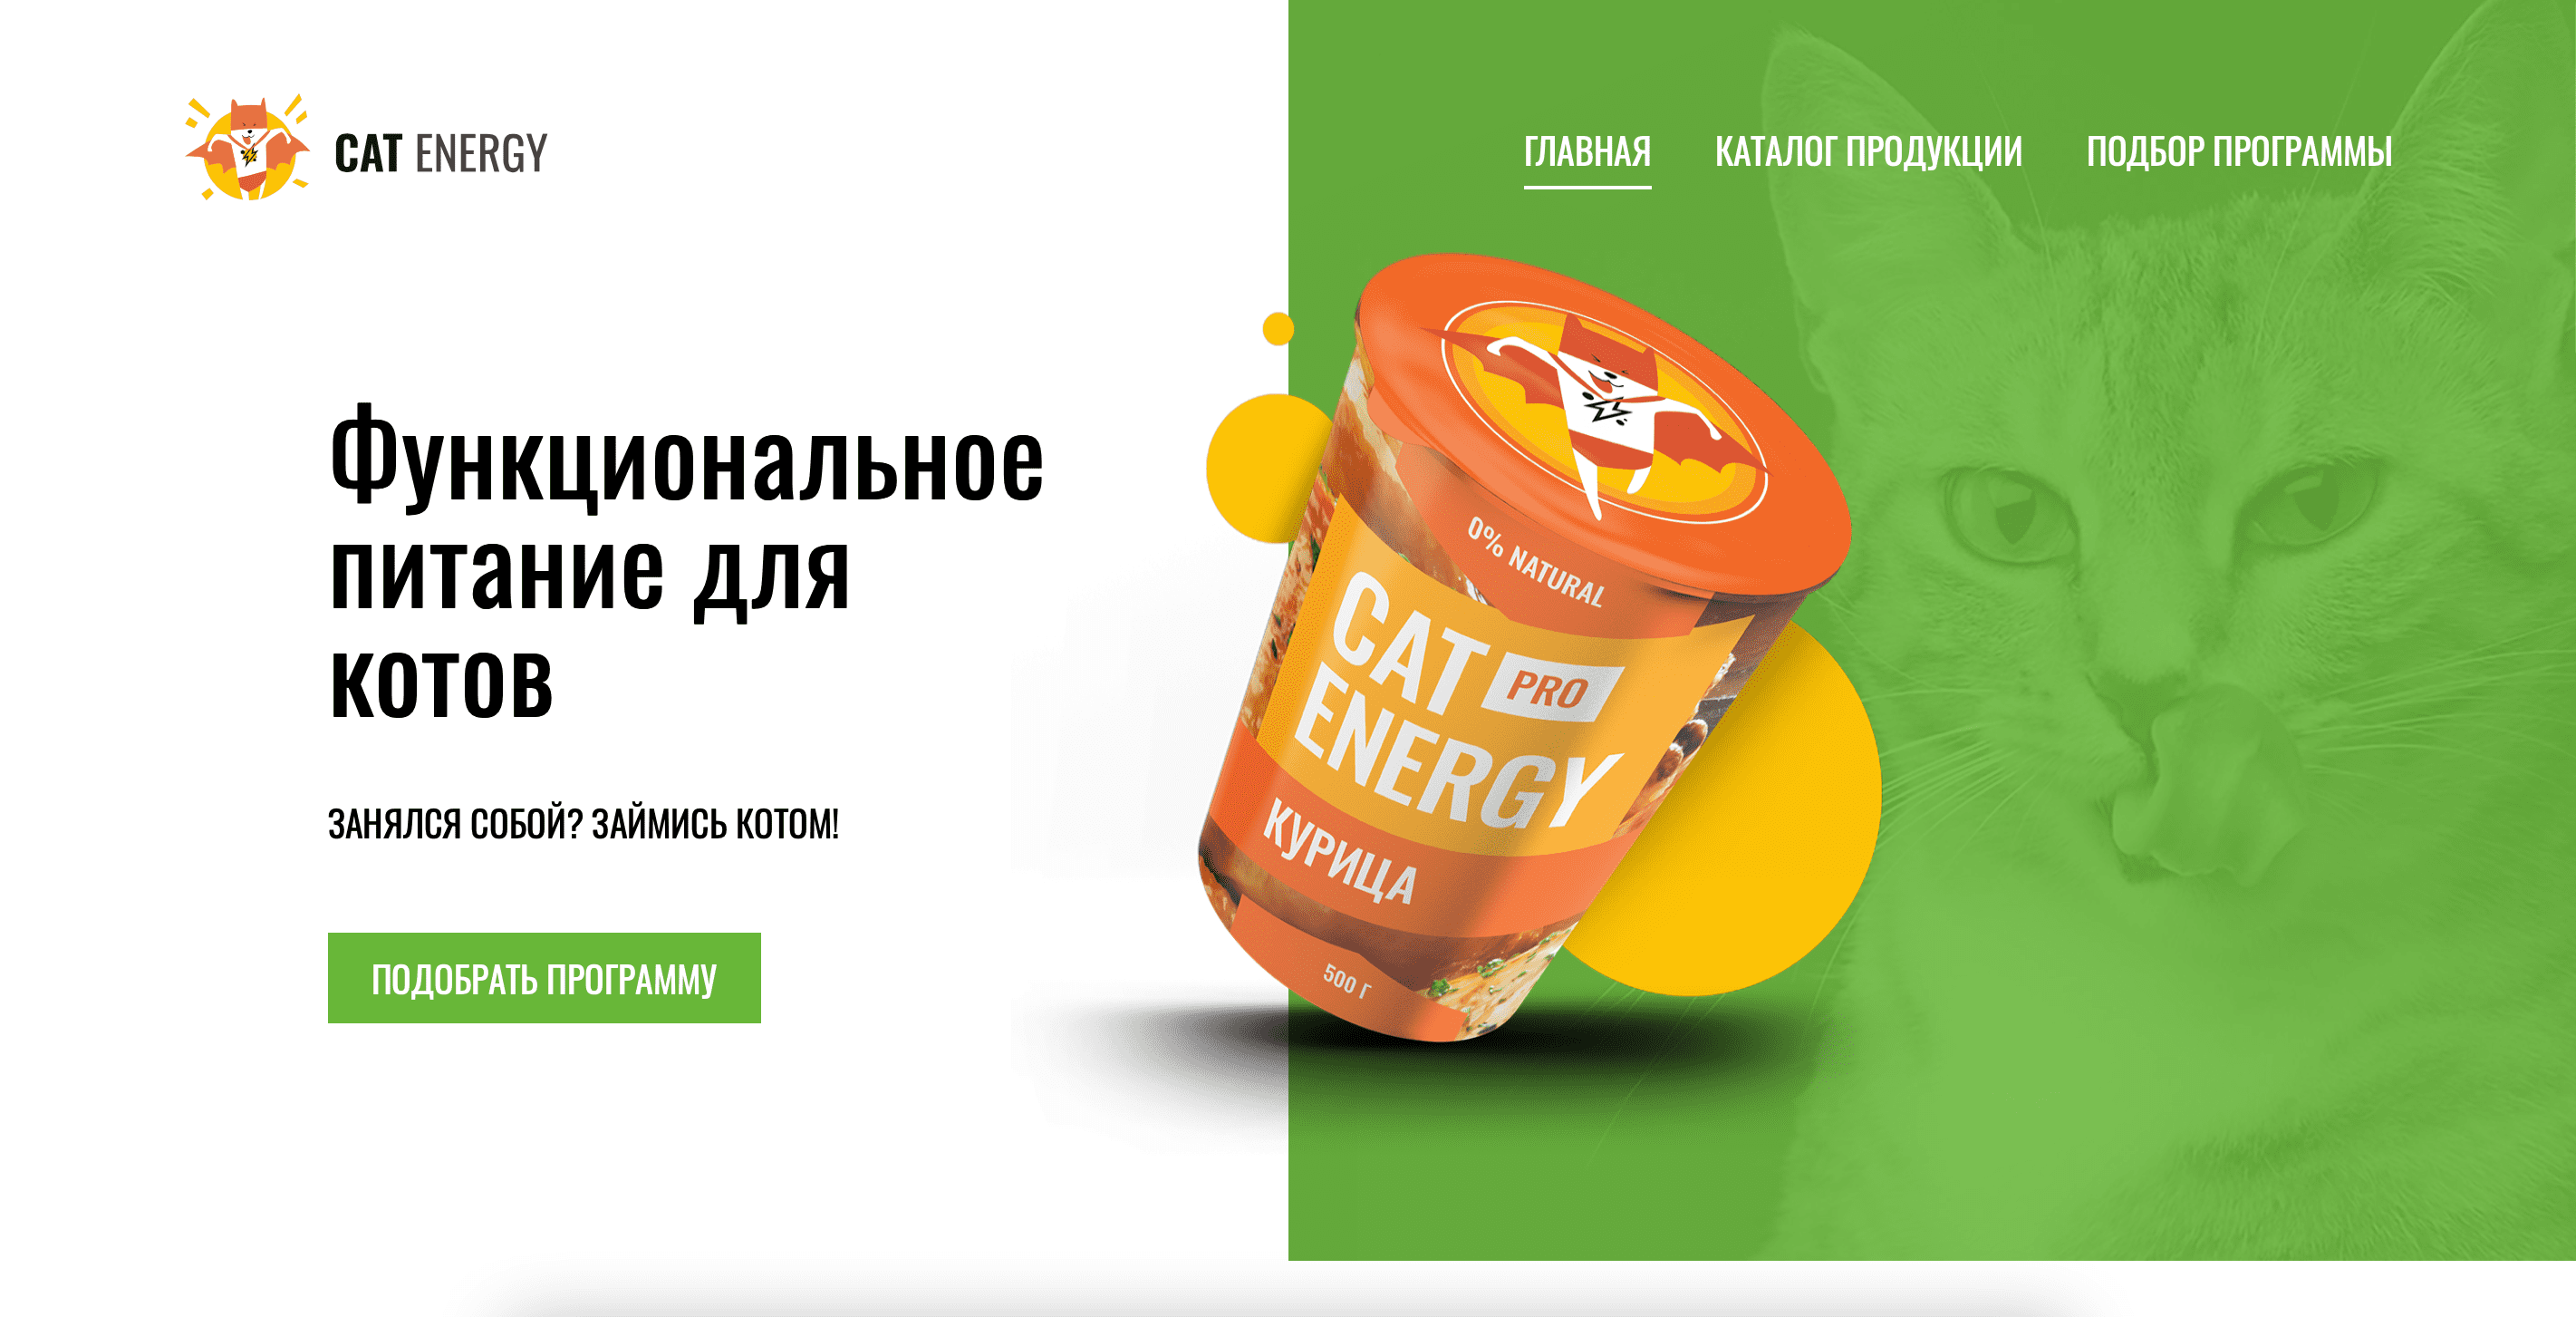 CAT ENERGY
ГЛАВНАЯ КАТАЛОГ ПРОДУКЦИИ ПОДБОР ПРОГРАММЫ
Функциональное
питание для
котов
ЗАНЯЛСЯ СОБОЙ? ЗАЙМИСЬ КОТОМ!
ПОДОБРАТЬ ПРОГРАММУ
0% NATURAL
CAT PRO
ENERGY
КУРИЦА
500 Г